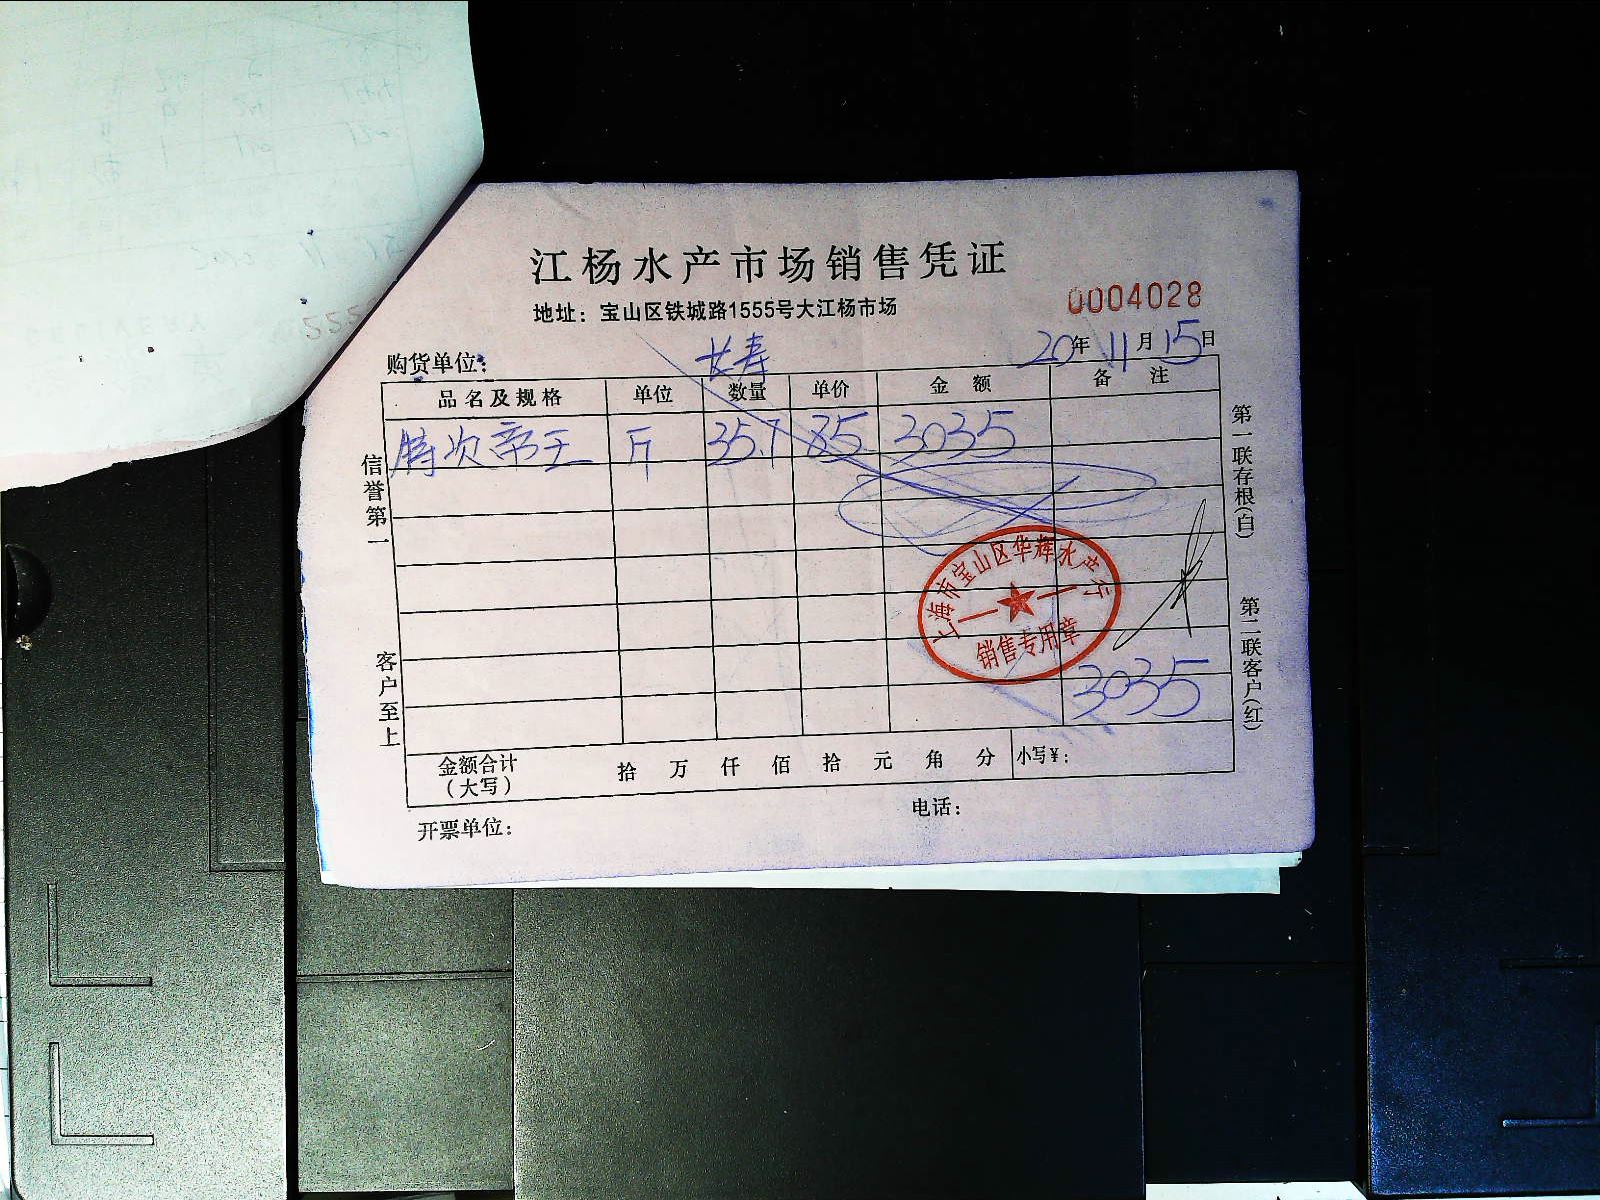 江杨水产市场销售凭证
地址：宝山区铁城路1555号大江杨市场
0004028
购货单位： 长寿
20年11月15日
品名及规格 单位 数量 单价 金额 备注
特次帝王 斤 35.7 85 3035
信誉第一
客户至上
第一联存根(白)
第二联客户(红)
上海市宝山区华辉水产行
销售专用章
3035
金额合计（大写） 拾 万 仟 佰 拾 元 角 分 小写¥：
开票单位： 电话：
555